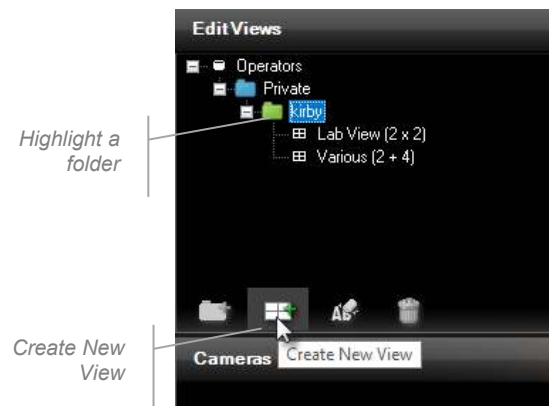 Edit Views
Operators
Private
kirby
Lab View (2 x 2)
Various (2 + 4)
Highlight a
folder
Ab
Create New
View
Cameras
Create New View